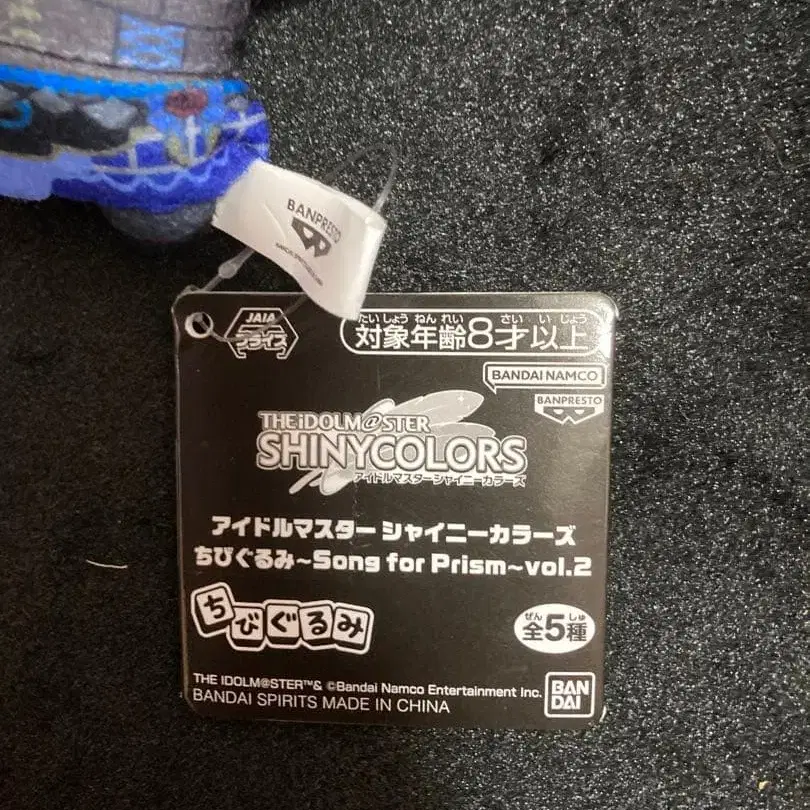 BANPRESTO
JAIA
プライズ
たいしょうねんれい さいいじょう
対象年齢8才以上
BANDAI NAMCO
BANPRESTO
THE iDOLM@STER
SHINYCOLORS
アイドルマスターシャイニーカラーズ
アイドルマスター シャイニーカラーズ
ちびぐるみ~Song for Prism~vol.2
ちびぐるみ
ぜん しゅ
全5種
THE IDOLM@STER™& ©Bandai Namco Entertainment Inc.
BANDAI SPIRITS MADE IN CHINA
BAN
DAI